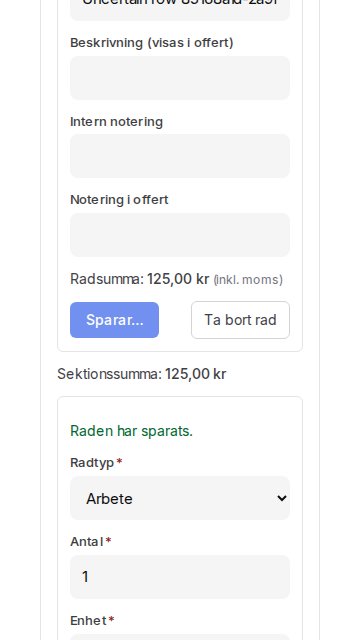 Beskrivning (visas i offert)
Intern notering
Notering i offert
Radsumma: 125,00 kr (inkl. moms)
Sparar...
Ta bort rad
Sektionssumma: 125,00 kr
Raden har sparats.
Radtyp *
Arbete
Antal *
1
Enhet *